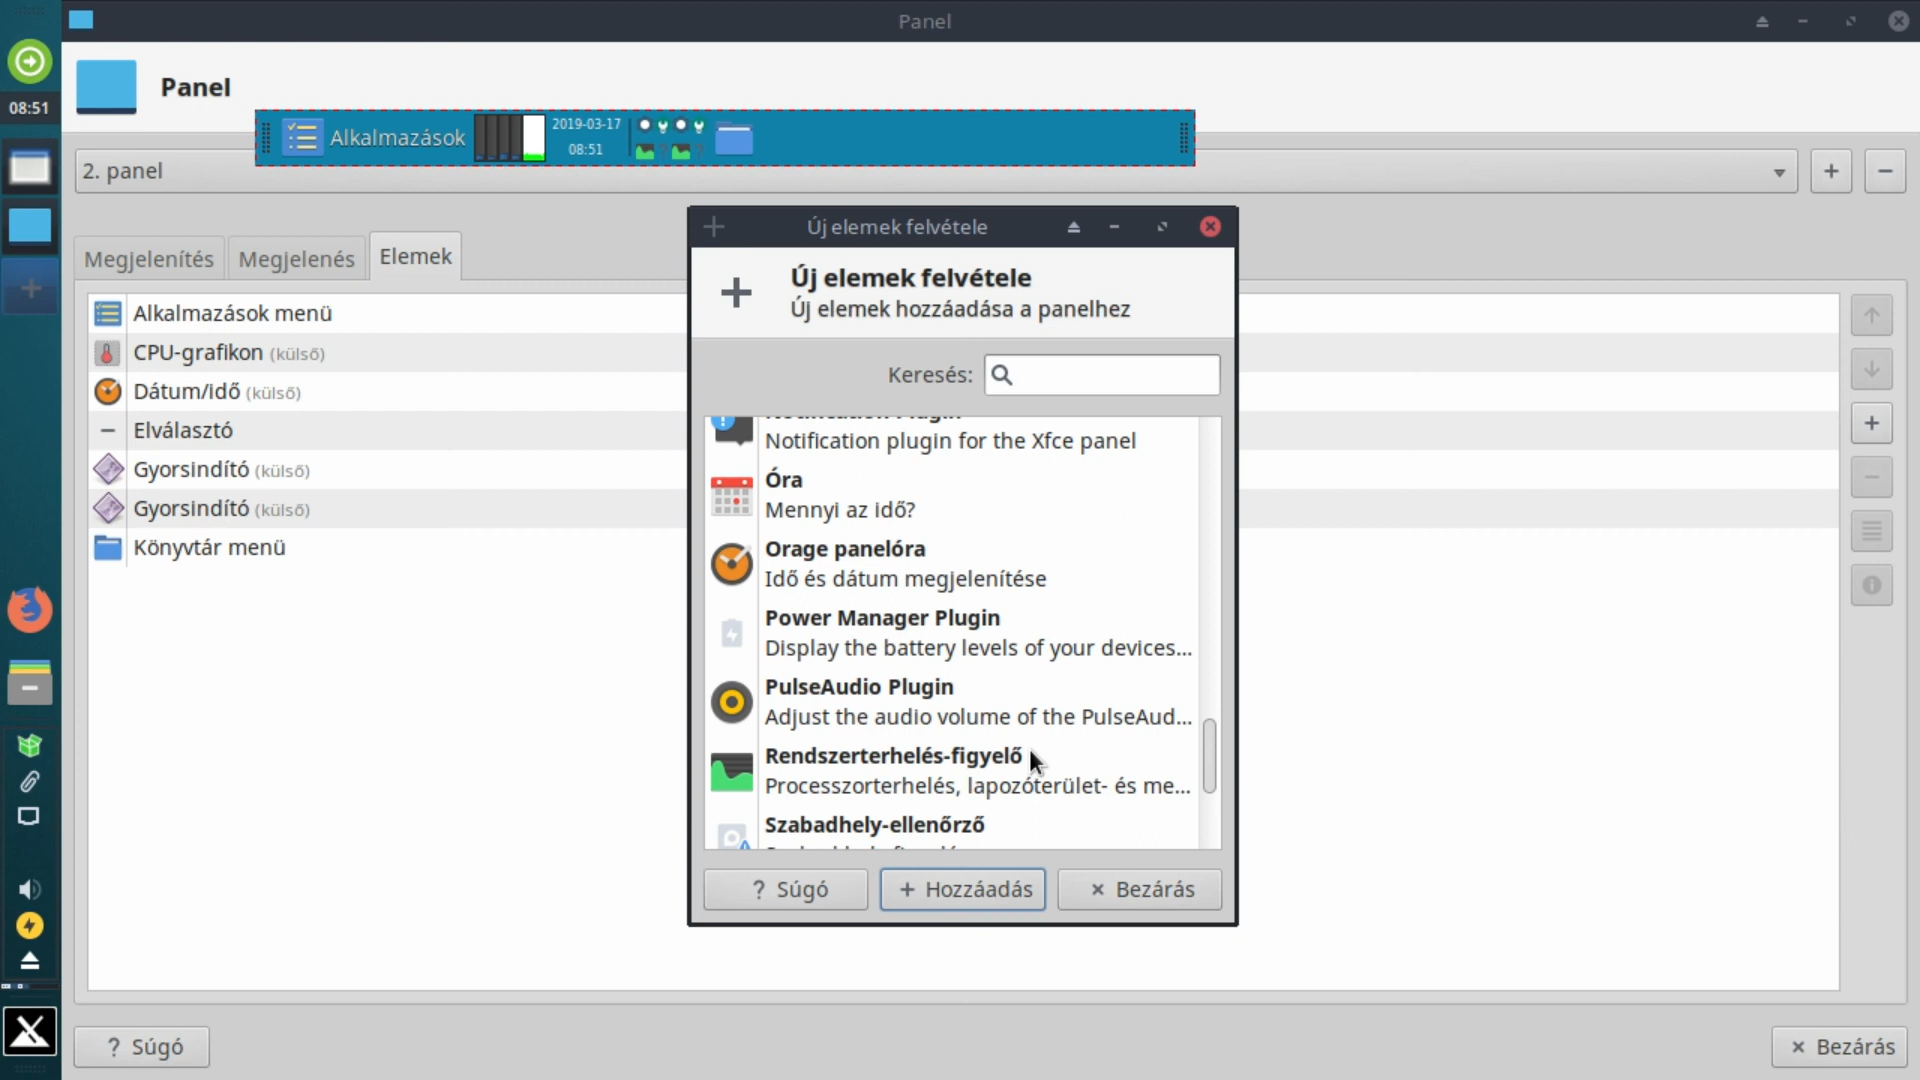 Panel
08:51
Panel
Alkalmazások
2019-03-17
08:51
2. panel
Megjelenítés
Megjelenés
Elemek
Alkalmazások menü
CPU-grafikon (külső)
Dátum/idő (külső)
Elválasztó
Gyorsindító (külső)
Gyorsindító (külső)
Könyvtár menü
Új elemek felvétele
Új elemek felvétele
Új elemek hozzáadása a panelhez
Keresés:
Notification plugin for the Xfce panel
Óra
Mennyi az idő?
Orage panelóra
Idő és dátum megjelenítése
Power Manager Plugin
Display the battery levels of your devices...
PulseAudio Plugin
Adjust the audio volume of the PulseAud...
Rendszerterhelés-figyelő
Processzorterhelés, lapozóterület- és me...
Szabadhely-ellenőrző
? Súgó
+ Hozzáadás
× Bezárás
? Súgó
× Bezárás